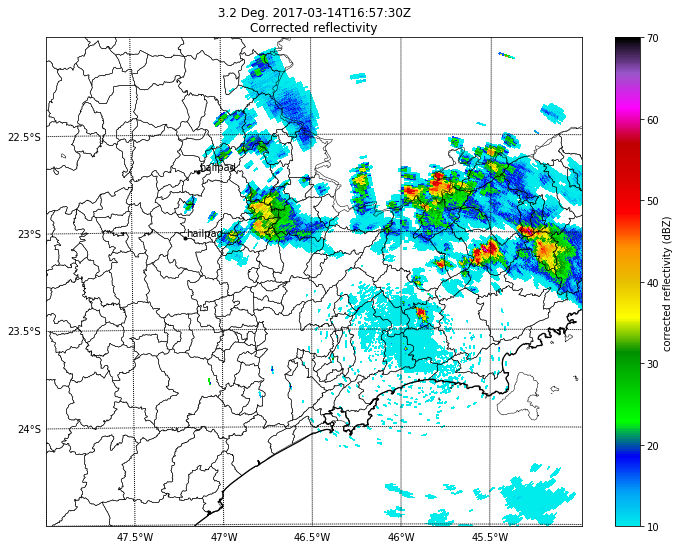 3.2 Deg. 2017-03-14T16:57:30Z
Corrected reflectivity
22.5°S
23°S
23.5°S
24°S
47.5°W
47°W
46.5°W
46°W
45.5°W
hailpad
hailpad
70
60
50
40
30
20
10
corrected reflectivity (dBZ)